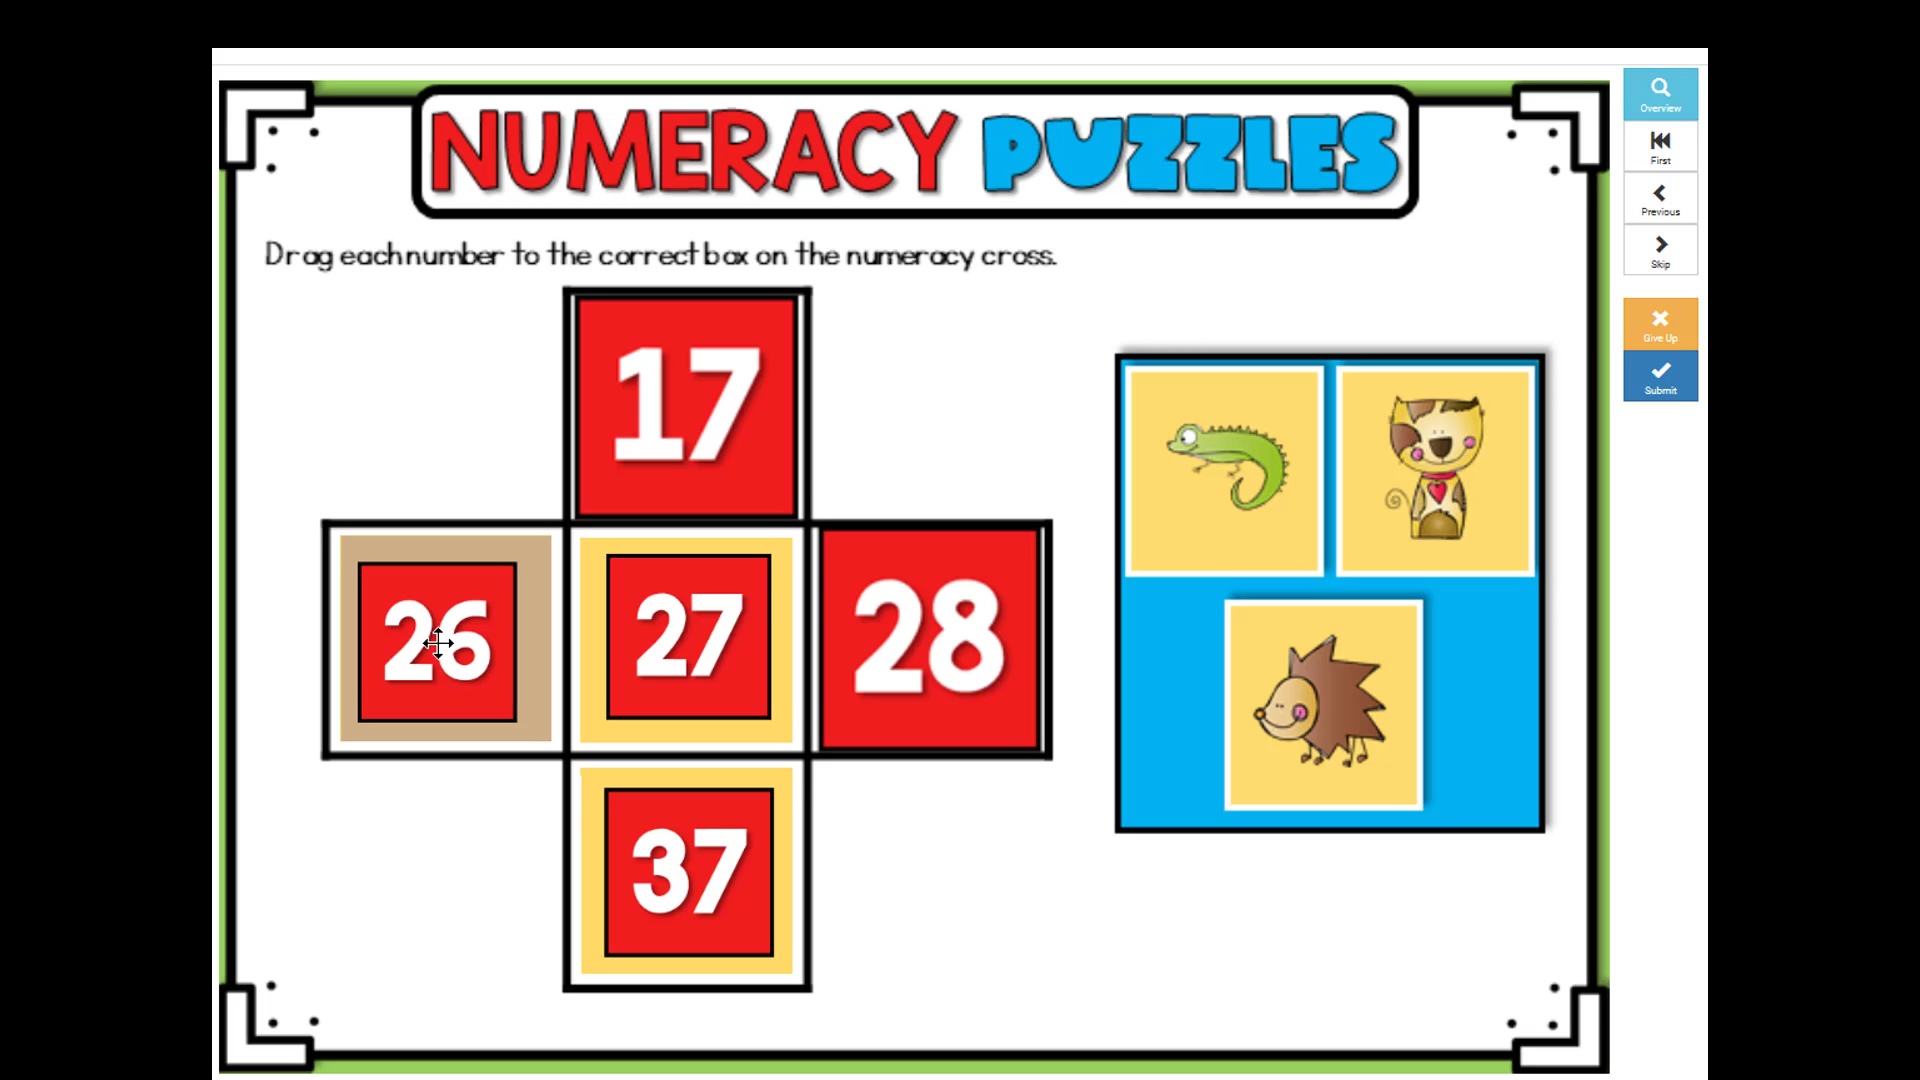 NUMERACY PUZZLES
Overview
First
Previous
Skip
Give Up
Submit
Drag each number to the correct box on the numeracy cross.
17
26 27 28
37